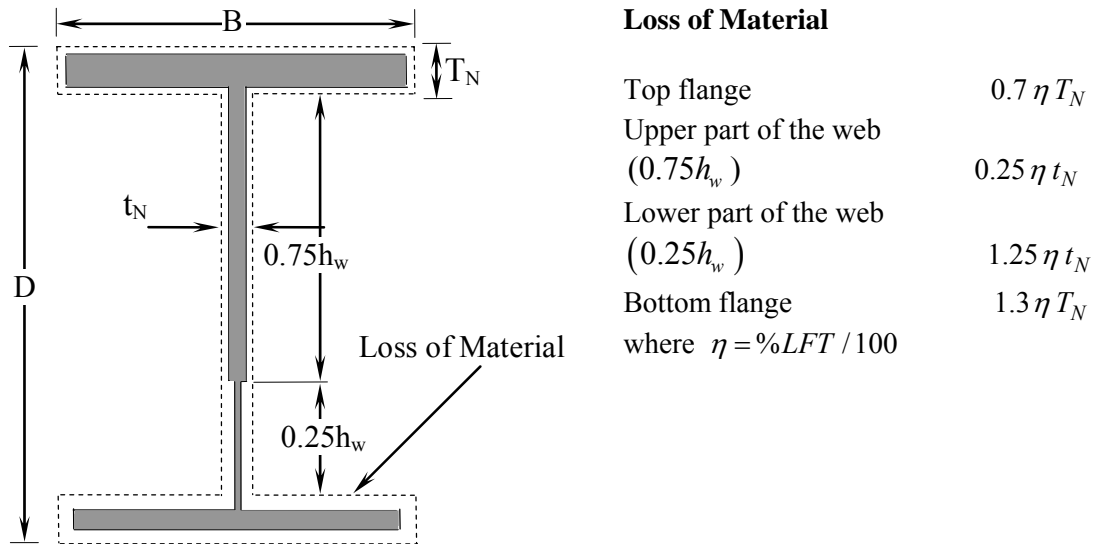 B
T_N
t_N
0.75h_w
D
Loss of Material
0.25h_w
Loss of Material
Top flange 0.7 η T_N
Upper part of the web
(0.75h_w) 0.25 η t_N
Lower part of the web
(0.25h_w) 1.25 η t_N
Bottom flange 1.3 η T_N
where η = %LFT / 100